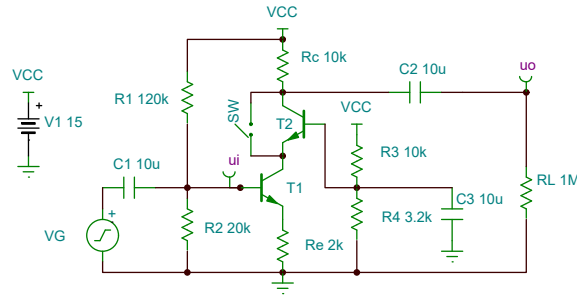 VCC
Rc 10k
C2 10u
uo
VCC
R1 120k
SW
T2
VCC
V1 15
R3 10k
C1 10u
ui
T1
RL 1M
C3 10u
R4 3.2k
VG
R2 20k
Re 2k